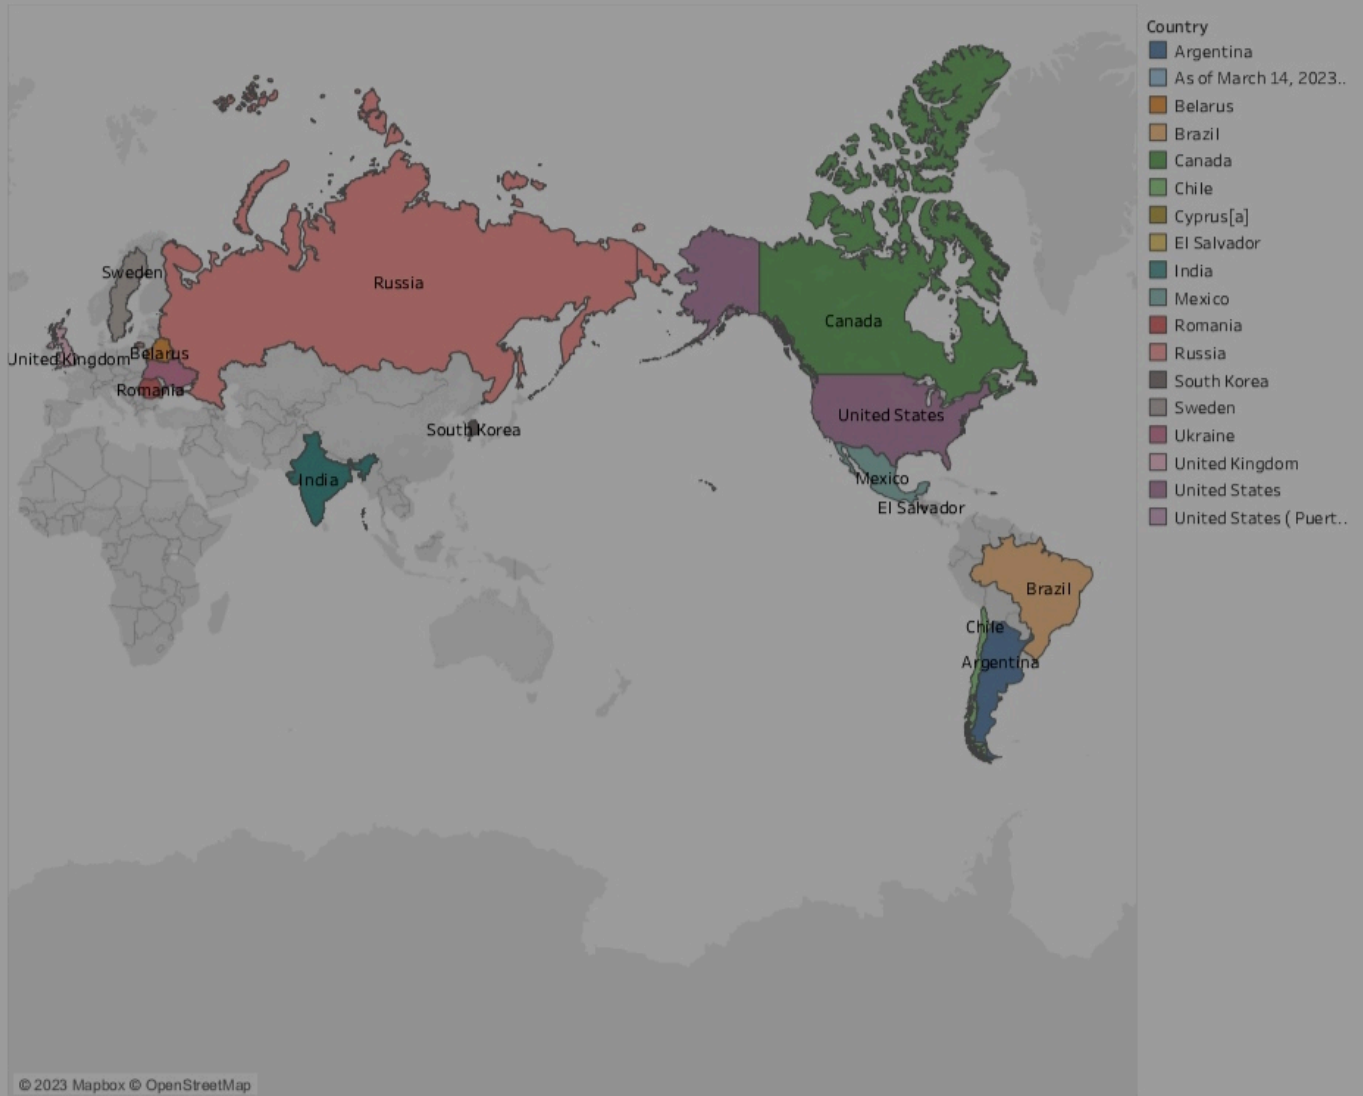 Country
Argentina
As of March 14, 2023..
Belarus
Brazil
Canada
Chile
Cyprus[a]
El Salvador
India
Mexico
Romania
Russia
South Korea
Sweden
Ukraine
United Kingdom
United States
United States ( Puert..
Sweden
Russia
Canada
United Kingdom
Belarus
Romania
United States
South Korea
India
Mexico
El Salvador
Brazil
Chile
Argentina
© 2023 Mapbox © OpenStreetMap